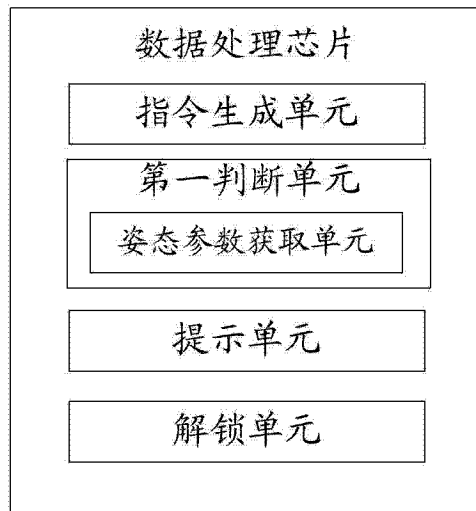 数据处理芯片
指令生成单元
第一判断单元
姿态参数获取单元
提示单元
解锁单元